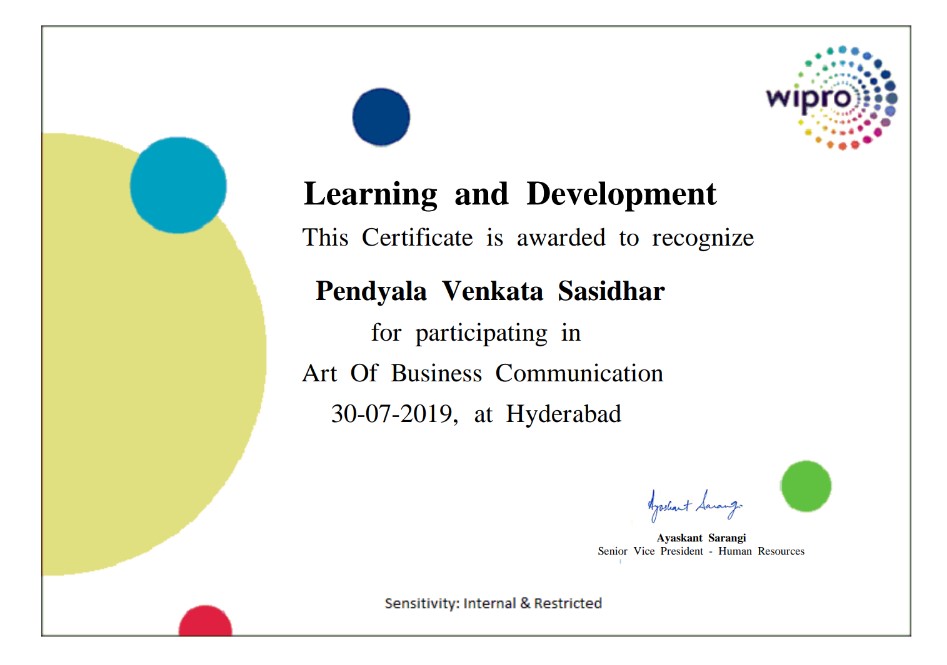 wipro
Learning and Development
This Certificate is awarded to recognize
Pendyala Venkata Sasidhar
for participating in
Art Of Business Communication
30-07-2019, at Hyderabad
Ayaskant Sarangi
Ayaskant Sarangi
Senior Vice President - Human Resources
Sensitivity: Internal & Restricted